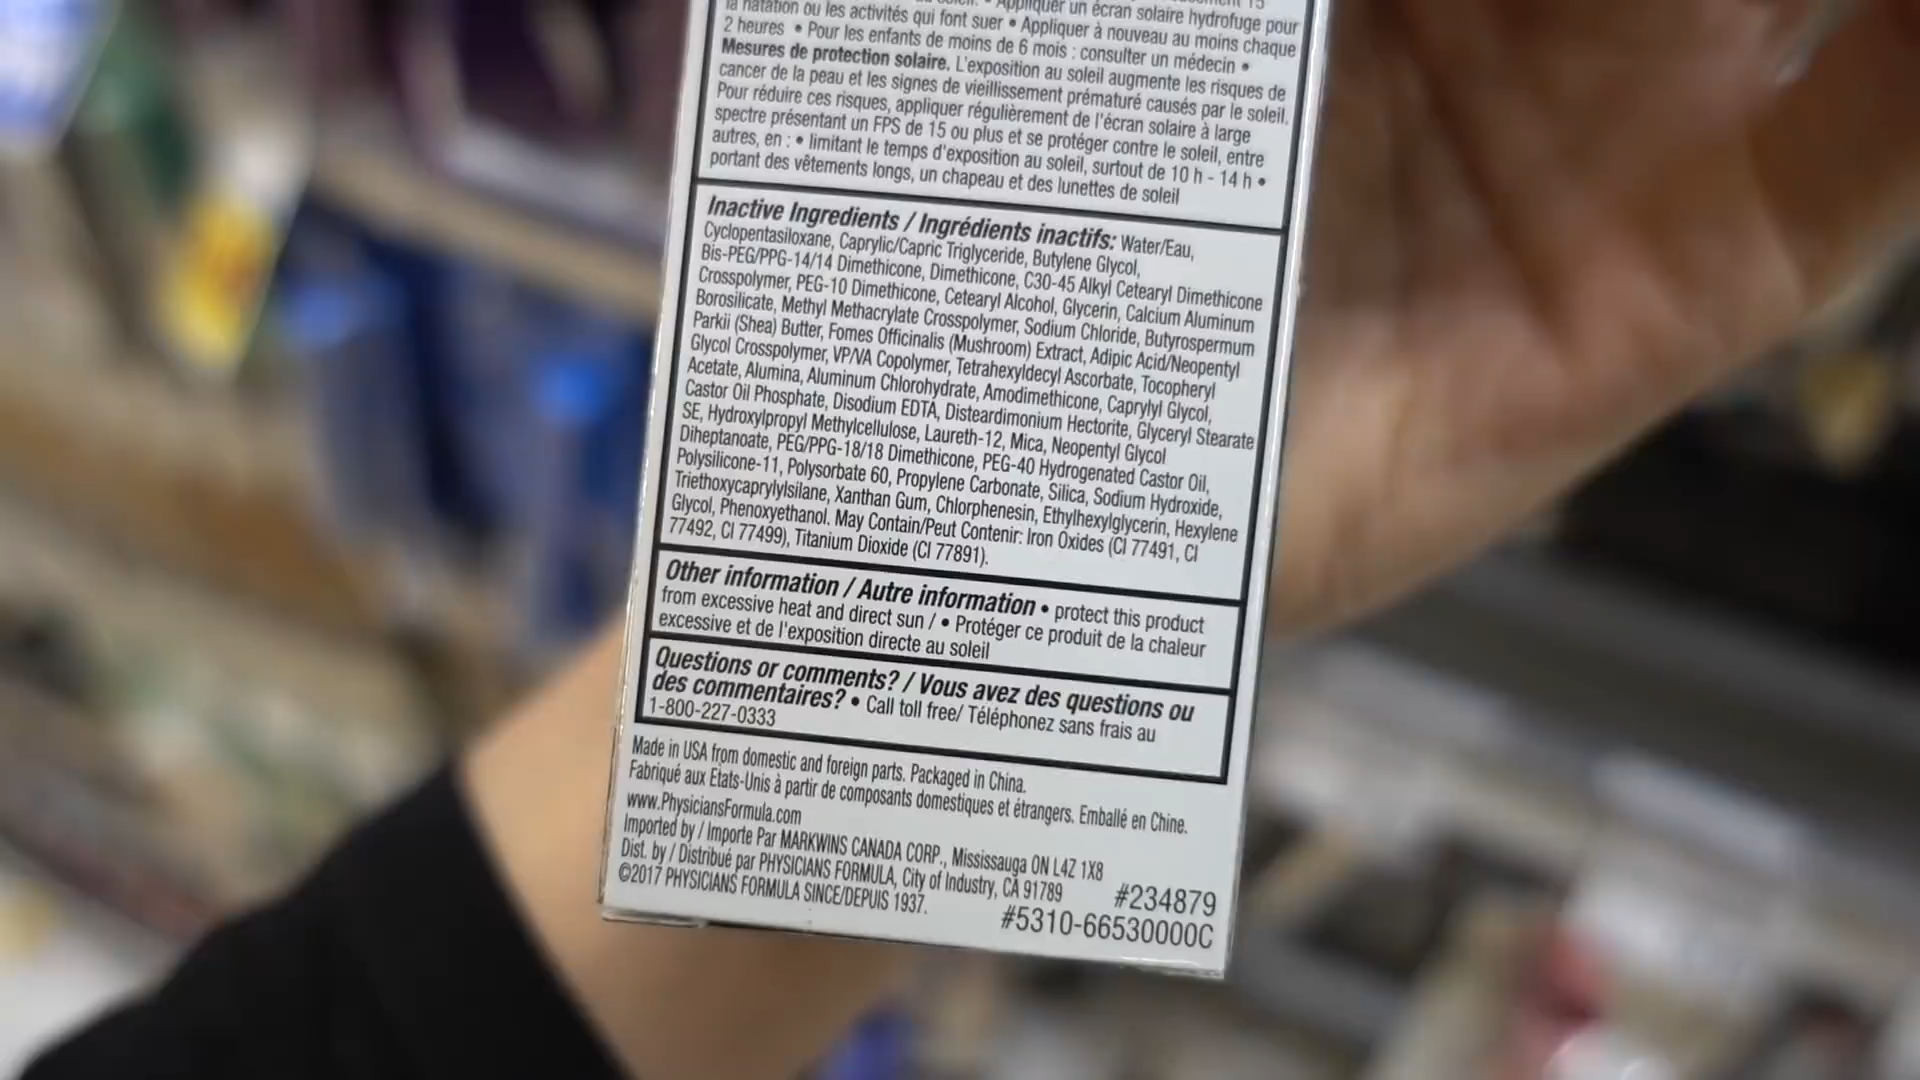 Appliquer un écran solaire hydrofuge pour
la natation ou les activités qui font suer • Appliquer à nouveau au moins chaque
2 heures • Pour les enfants de moins de 6 mois : consulter un médecin •
Mesures de protection solaire. L'exposition au soleil augmente les risques de
cancer de la peau et les signes de vieillissement prématuré causés par le soleil.
Pour réduire ces risques, appliquer régulièrement de l'écran solaire à large
spectre présentant un FPS de 15 ou plus et se protéger contre le soleil, entre
autres, en : • limitant le temps d'exposition au soleil, surtout de 10 h - 14 h •
portant des vêtements longs, un chapeau et des lunettes de soleil
Inactive Ingredients / Ingrédients inactifs: Water/Eau,
Cyclopentasiloxane, Caprylic/Capric Triglyceride, Butylene Glycol,
Bis-PEG/PPG-14/14 Dimethicone, Dimethicone, C30-45 Alkyl Cetearyl Dimethicone
Crosspolymer, PEG-10 Dimethicone, Cetearyl Alcohol, Glycerin, Calcium Aluminum
Borosilicate, Methyl Methacrylate Crosspolymer, Sodium Chloride, Butyrospermum
Parkii (Shea) Butter, Fomes Officinalis (Mushroom) Extract, Adipic Acid/Neopentyl
Glycol Crosspolymer, VP/VA Copolymer, Tetrahexyldecyl Ascorbate, Tocopheryl
Acetate, Alumina, Aluminum Chlorohydrate, Amodimethicone, Caprylyl Glycol,
Castor Oil Phosphate, Disodium EDTA, Disteardimonium Hectorite, Glyceryl Stearate
SE, Hydroxylpropyl Methylcellulose, Laureth-12, Mica, Neopentyl Glycol
Diheptanoate, PEG/PPG-18/18 Dimethicone, PEG-40 Hydrogenated Castor Oil,
Polysilicone-11, Polysorbate 60, Propylene Carbonate, Silica, Sodium Hydroxide,
Triethoxycaprylylsilane, Xanthan Gum, Chlorphenesin, Ethylhexylglycerin, Hexylene
Glycol, Phenoxyethanol. May Contain/Peut Contenir: Iron Oxides (CI 77491, CI
77492, CI 77499), Titanium Dioxide (CI 77891).
Other information / Autre information • protect this product
from excessive heat and direct sun / • Protéger ce produit de la chaleur
excessive et de l'exposition directe au soleil
Questions or comments? / Vous avez des questions ou
des commentaires? • Call toll free/ Téléphonez sans frais au
1-800-227-0333
Made in USA from domestic and foreign parts. Packaged in China.
Fabriqué aux États-Unis à partir de composants domestiques et étrangers. Emballé en Chine.
www.PhysiciansFormula.com
Imported by / Importe Par MARKWINS CANADA CORP., Mississauga ON L4Z 1X8
Dist. by / Distribué par PHYSICIANS FORMULA, City of Industry, CA 91789
©2017 PHYSICIANS FORMULA SINCE/DEPUIS 1937.
#234879
#5310-66530000C